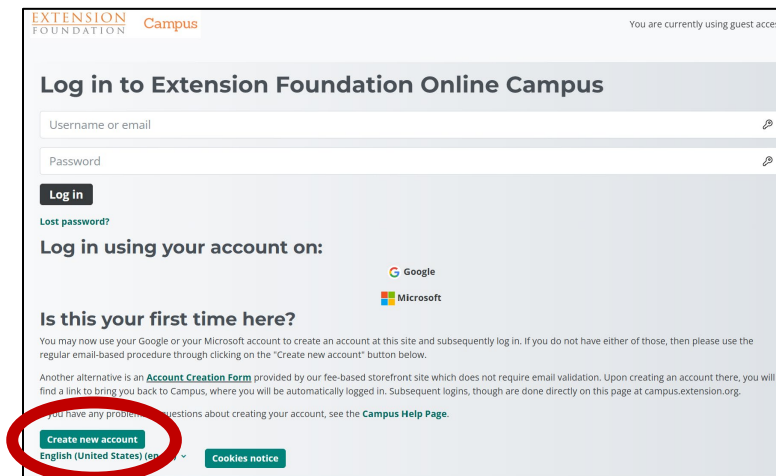 EXTENSION
FOUNDATION
Campus
You are currently using guest acces
Log in to Extension Foundation Online Campus
Username or email
Password
Log in
Lost password?
Log in using your account on:
Google
Microsoft
Is this your first time here?
You may now use your Google or your Microsoft account to create an account at this site and subsequently log in. If you do not have either of those, then please use the
regular email-based procedure through clicking on the "Create new account" button below.
Another alternative is an Account Creation Form provided by our fee-based storefront site which does not require email validation. Upon creating an account there, you will
find a link to bring you back to Campus, where you will be automatically logged in. Subsequent logins, though are done directly on this page at campus.extension.org.
you have any problem questions about creating your account, see the Campus Help Page.
Create new account
English (United States) (en
Cookies notice